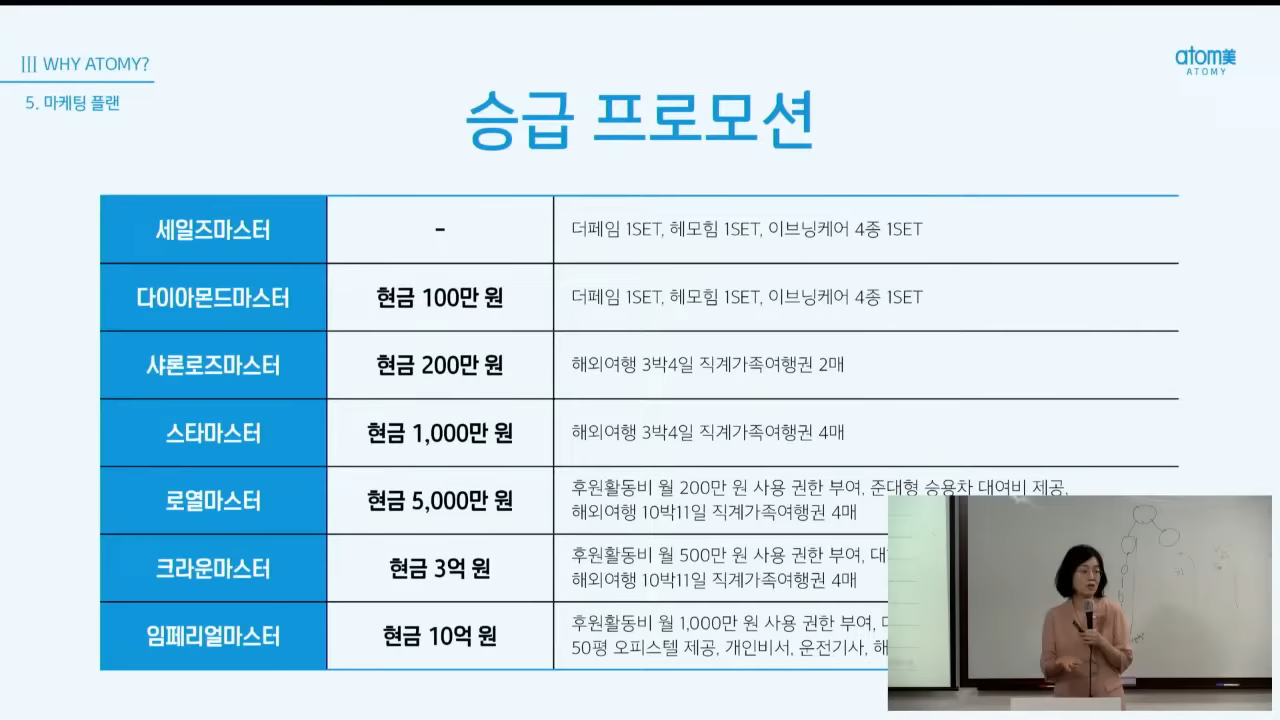 ||| WHY ATOMY?
atom美
ATOMY
5. 마케팅 플랜
승급 프로모션
세일즈마스터 - 더페임 1SET, 헤모힘 1SET, 이브닝케어 4종 1SET
다이아몬드마스터 현금 100만 원 더페임 1SET, 헤모힘 1SET, 이브닝케어 4종 1SET
샤론로즈마스터 현금 200만 원 해외여행 3박4일 직계가족여행권 2매
스타마스터 현금 1,000만 원 해외여행 3박4일 직계가족여행권 4매
로열마스터 현금 5,000만 원 후원활동비 월 200만 원 사용 권한 부여, 준대형 승용차 대여비 제공,
해외여행 10박11일 직계가족여행권 4매
크라운마스터 현금 3억 원 후원활동비 월 500만 원 사용 권한 부여,
해외여행 10박11일 직계가족여행권 4매
임페리얼마스터 현금 10억 원 후원활동비 월 1,000만 원 사용 권한 부여,
50평 오피스텔 제공, 개인비서, 운전기사,